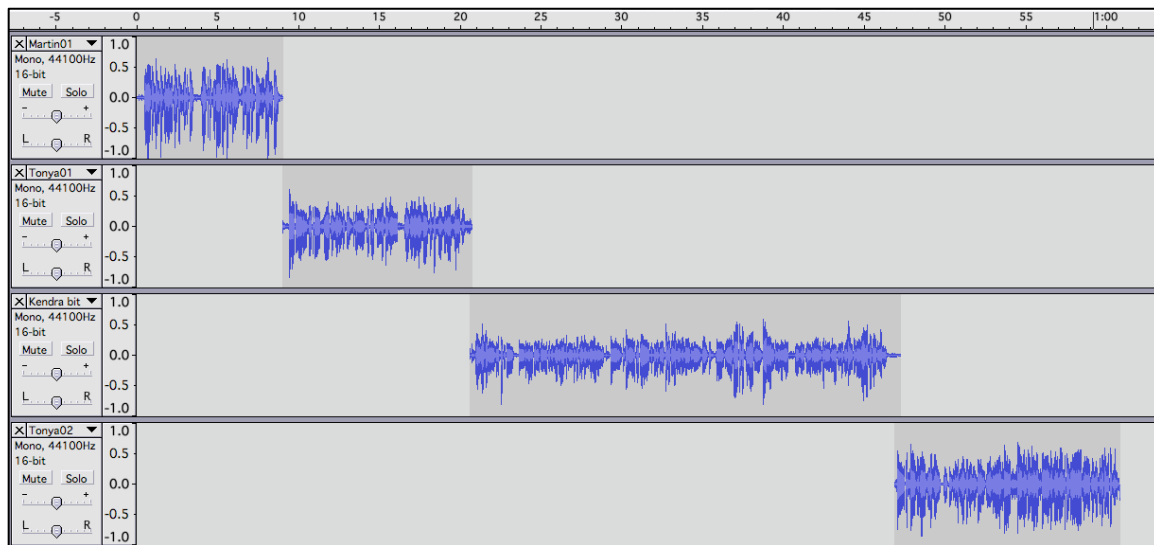 -5 0 5 10 15 20 25 30 35 40 45 50 55 1:00
Martin01
Mono, 44100Hz
16-bit
Mute Solo
- +
L R
1.0
0.5
0.0
-0.5
-1.0
Tonya01
Mono, 44100Hz
16-bit
Mute Solo
- +
L R
1.0
0.5
0.0
-0.5
-1.0
Kendra bit
Mono, 44100Hz
16-bit
Mute Solo
- +
L R
1.0
0.5
0.0
-0.5
-1.0
Tonya02
Mono, 44100Hz
16-bit
Mute Solo
- +
L R
1.0
0.5
0.0
-0.5
-1.0